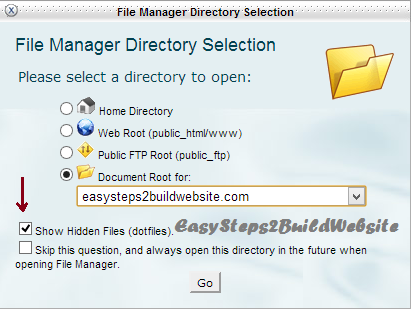 File Manager Directory Selection
File Manager Directory Selection
Please select a directory to open:
Home Directory
Web Root (public_html/www)
Public FTP Root (public_ftp)
Document Root for:
easysteps2buildwebsite.com
Show Hidden Files (dotfiles). EasySteps2BuildWebsite
Skip this question, and always open this directory in the future when
opening File Manager.
Go